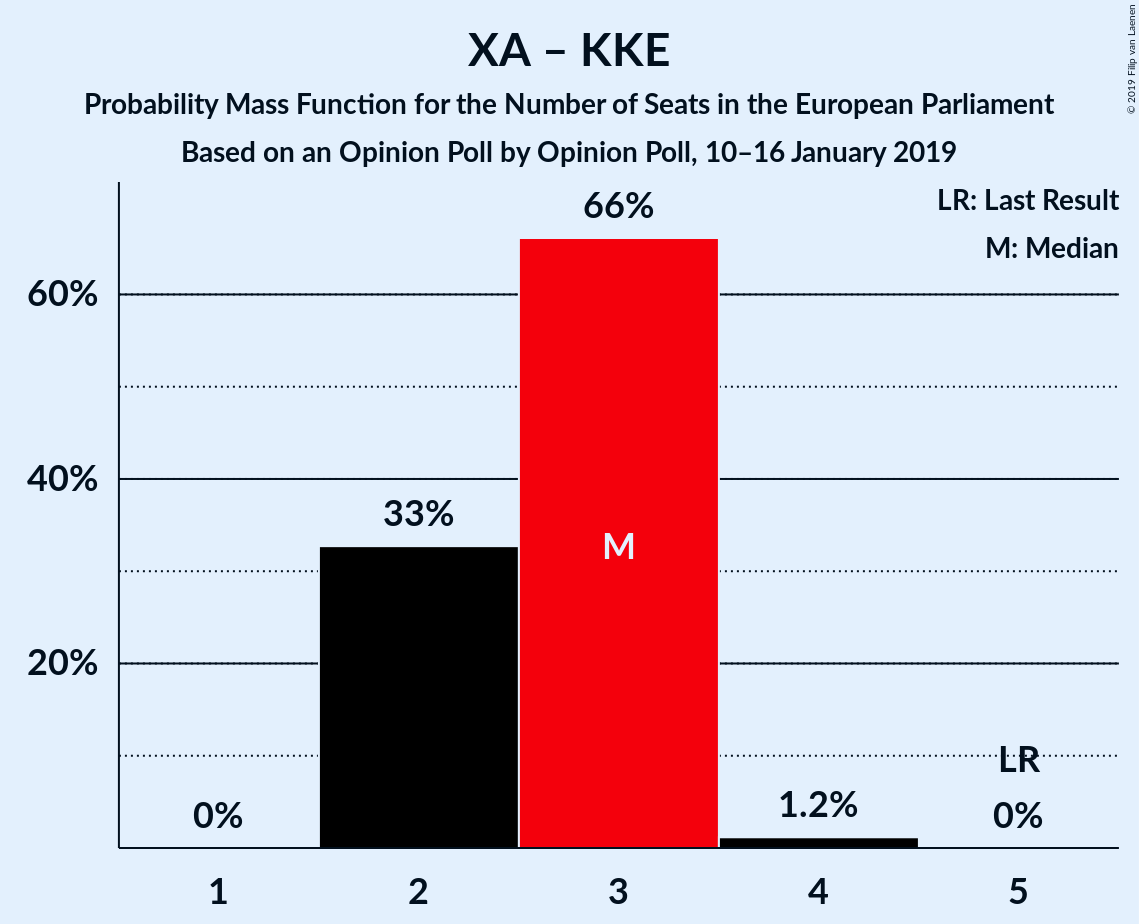 XA – KKE
Probability Mass Function for the Number of Seats in the European Parliament
Based on an Opinion Poll by Opinion Poll, 10–16 January 2019
© 2019 Filip van Laenen
LR: Last Result
M: Median
66%
60%
40%
33%
M
20%
LR
0%
1.2%
0%
1
2
3
4
5